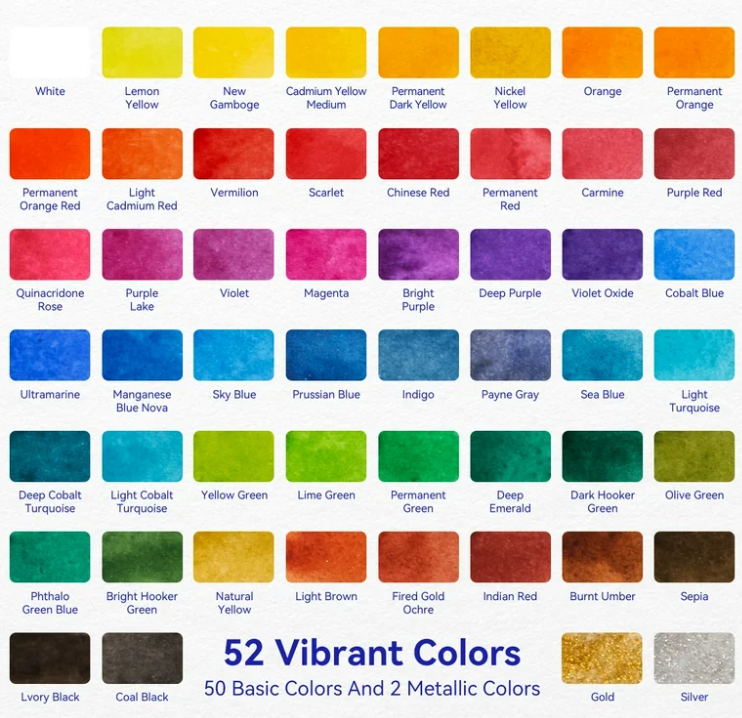 White
Lemon
Yellow
New
Gamboge
Cadmium Yellow
Medium
Permanent
Dark Yellow
Nickel
Yellow
Orange
Permanent
Orange
Permanent
Orange Red
Light
Cadmium Red
Vermilion
Scarlet
Chinese Red
Permanent
Red
Carmine
Purple Red
Quinacridone
Rose
Purple
Lake
Violet
Magenta
Bright
Purple
Deep Purple
Violet Oxide
Cobalt Blue
Ultramarine
Manganese
Blue Nova
Sky Blue
Prussian Blue
Indigo
Payne Gray
Sea Blue
Light
Turquoise
Deep Cobalt
Turquoise
Light Cobalt
Turquoise
Yellow Green
Lime Green
Permanent
Green
Deep
Emerald
Dark Hooker
Green
Olive Green
Phthalo
Green Blue
Bright Hooker
Green
Natural
Yellow
Light Brown
Fired Gold
Ochre
Indian Red
Burnt Umber
Sepia
Lvory Black
Coal Black
52 Vibrant Colors
50 Basic Colors And 2 Metallic Colors
Gold
Silver